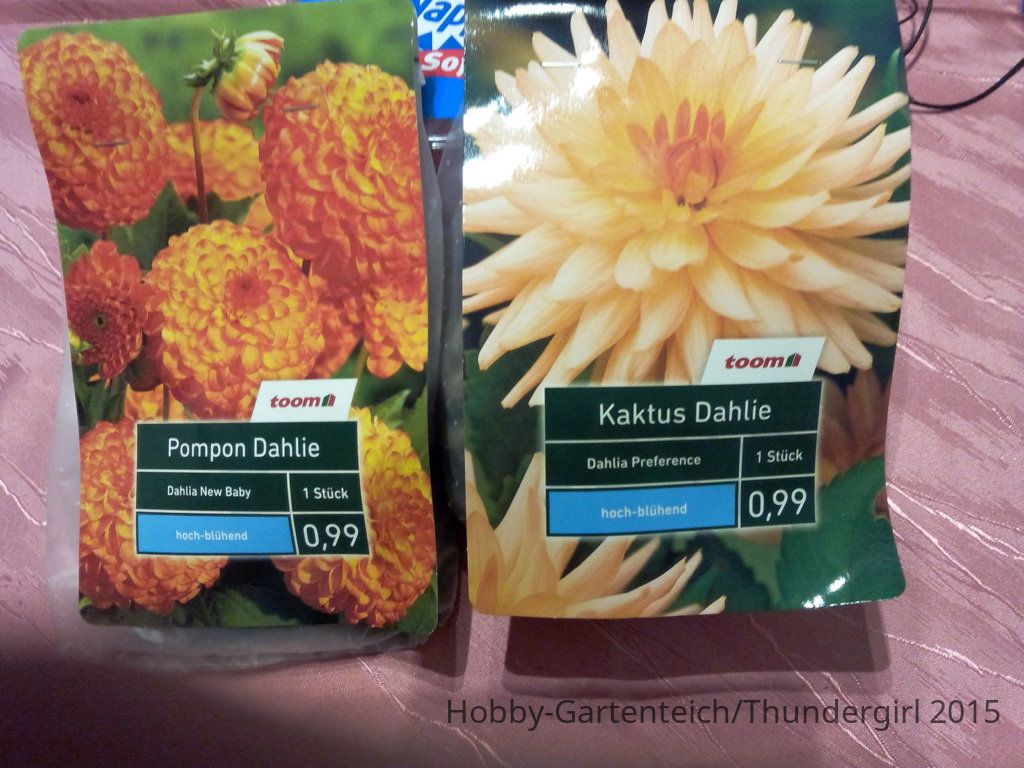 toom
Pompon Dahlie
Dahlia New Baby
1 Stück
hoch-blühend
0,99
toom
Kaktus Dahlie
Dahlia Preference
1 Stück
hoch-blühend
0,99
Hobby-Gartenteich/Thundergirl 2015